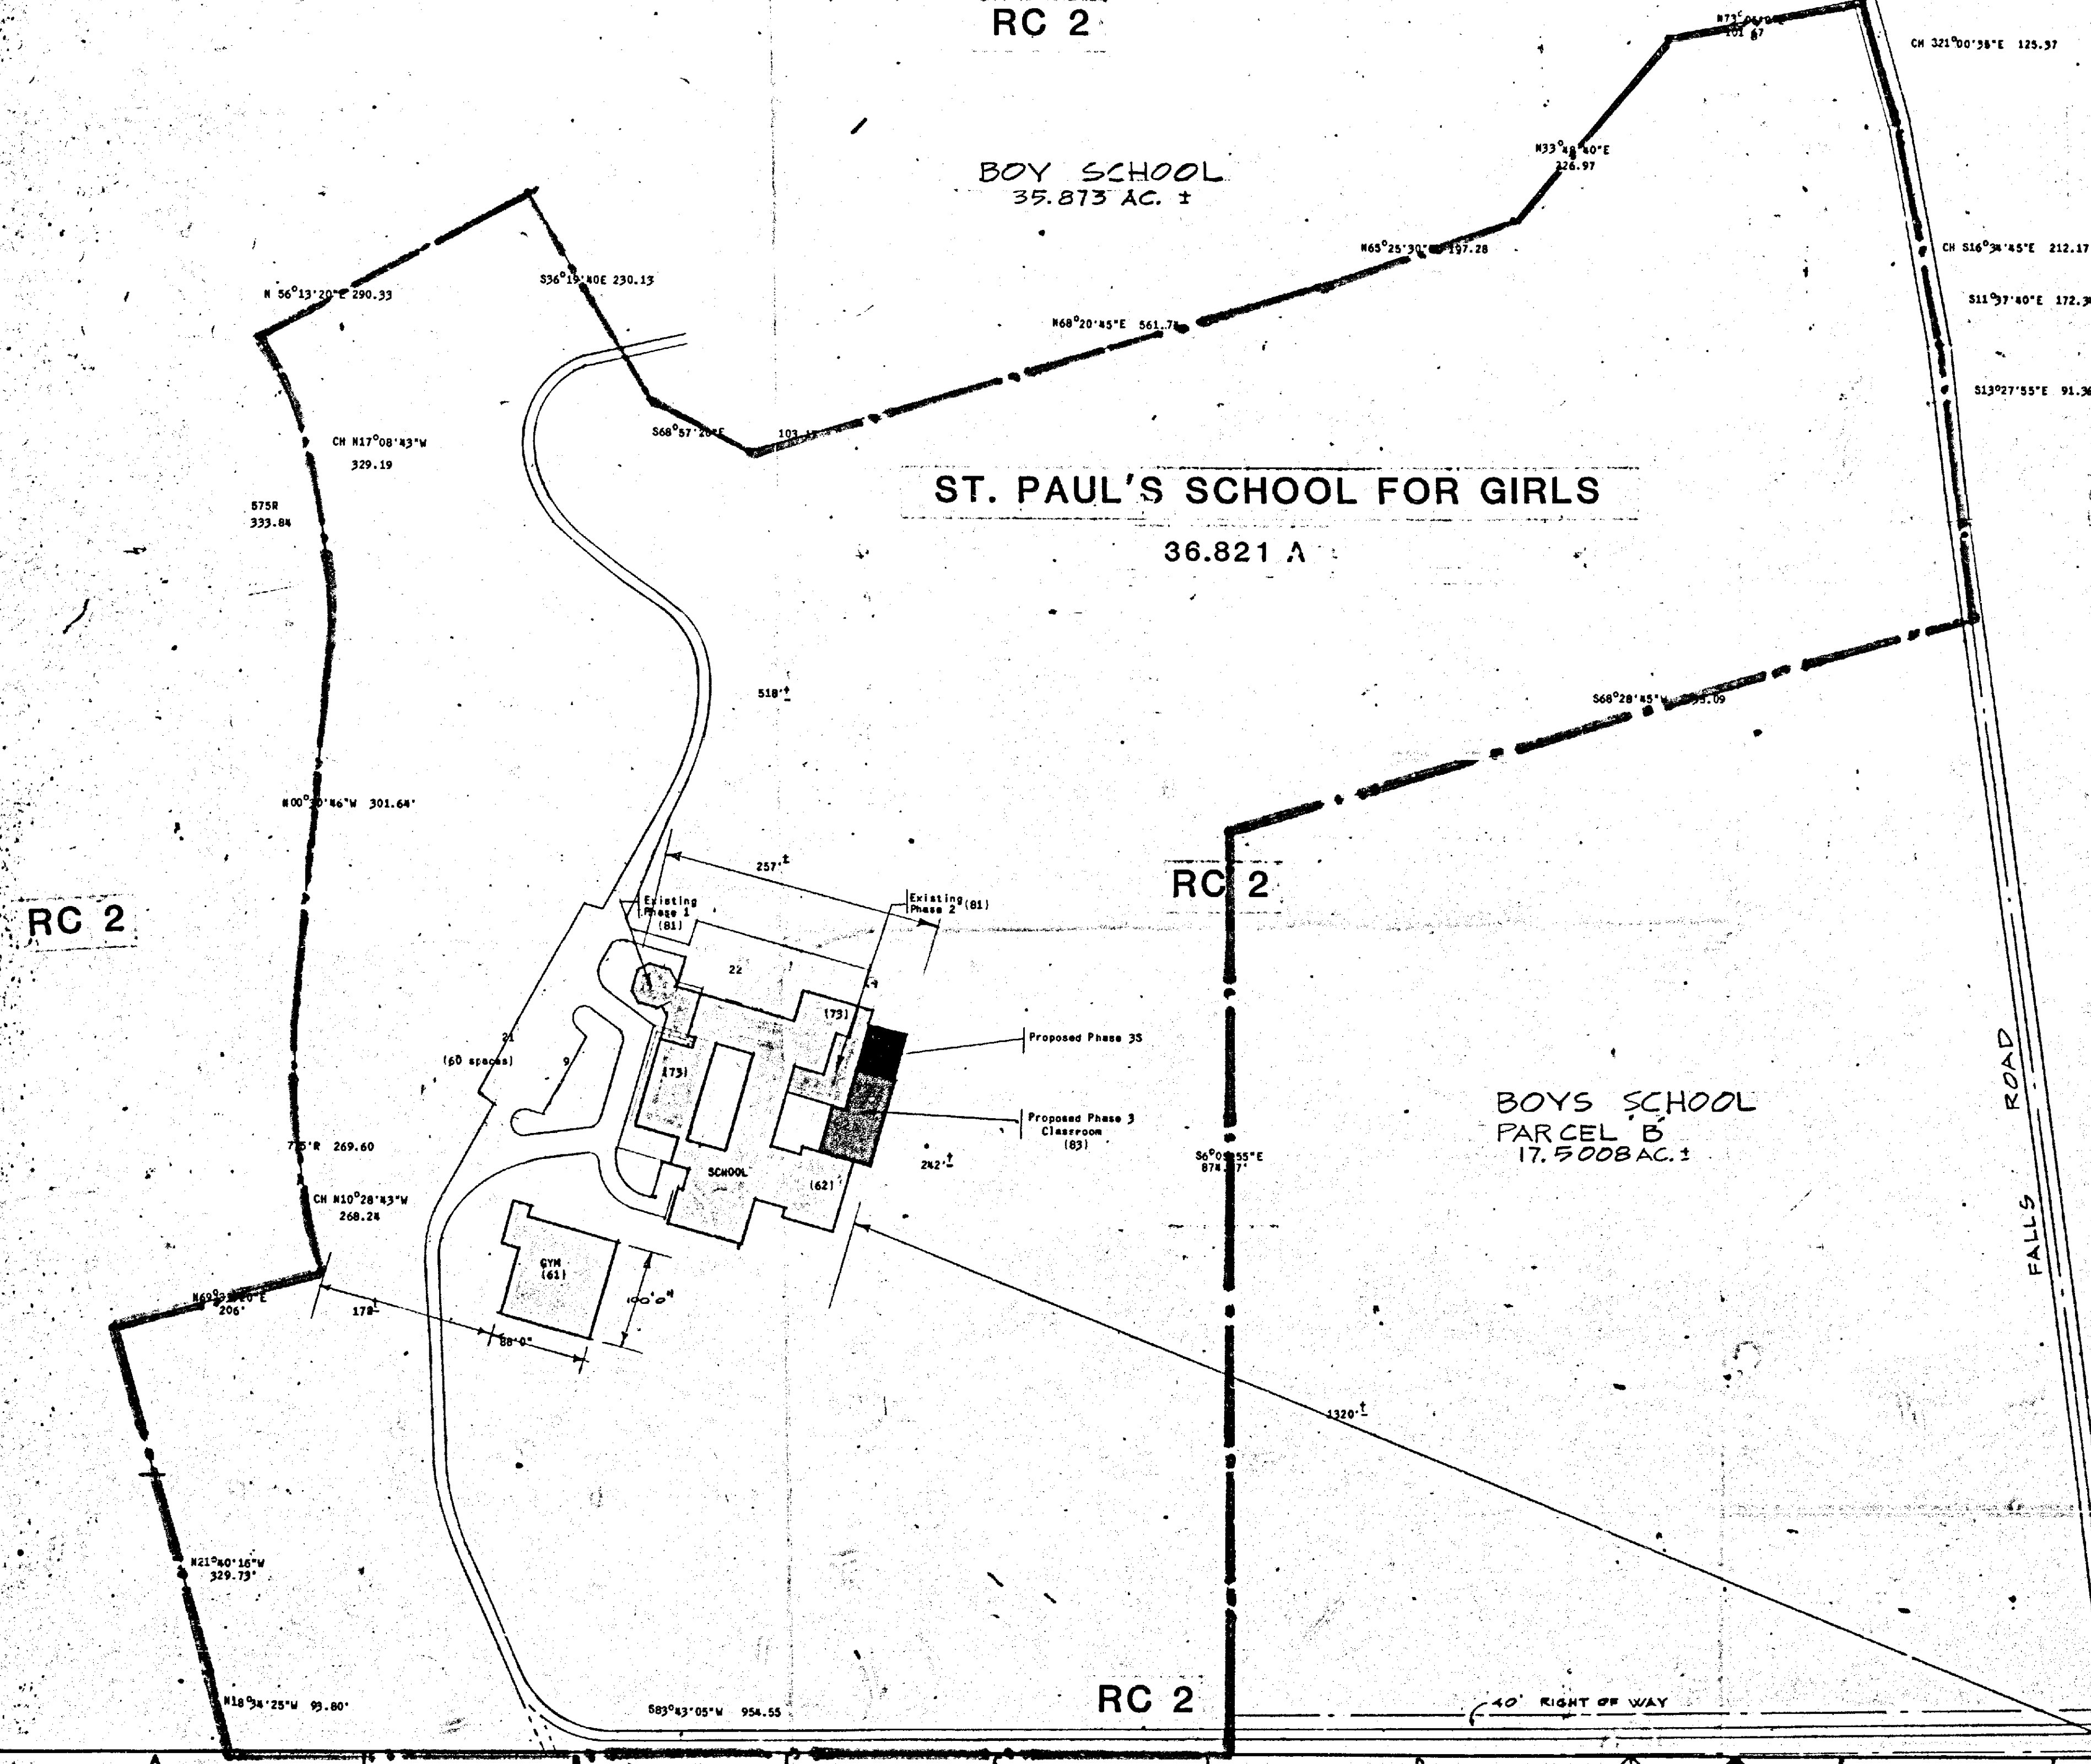 RC 2
CH 321°00'38"E 125.37
BOY SCHOOL
35.873 AC. ±
N33°48'40"E
226.97
CH S16°34'45"E 212.17
N65°25'30" 197.28
N 56°13'20"E 290.33
S36°19'40E 230.13
S11°37'40"E
N68°20'45"E
S13°27'55"E
S68°57'20"E
CH N17°08'43"W
329.19
ST. PAUL'S SCHOOL FOR GIRLS
36.821 A
575R
333.84
518'±
S68°28'45"W
N00°30'46"W 301.64'
257'±
RC 2
Existing
Phase 1
(81)
Existing
Phase 2 (81)
RC 2
22
(73)
21
(60 spaces)
9
(73)
Proposed Phase 3S
Proposed Phase 3
Classroom
(83)
BOYS SCHOOL
PARCEL B
17.5008 AC.±
FALLS ROAD
269.60
SCHOOL
(62)
242'±
CH N10°28'43"W
268.24
GYM
(61)
206'
178±
88'0"
100'0"
1320'±
N21°40'16"W
329.73'
N18°34'25"W 93.80'
S83°43'05"W 954.55
RC 2
40' RIGHT OF WAY